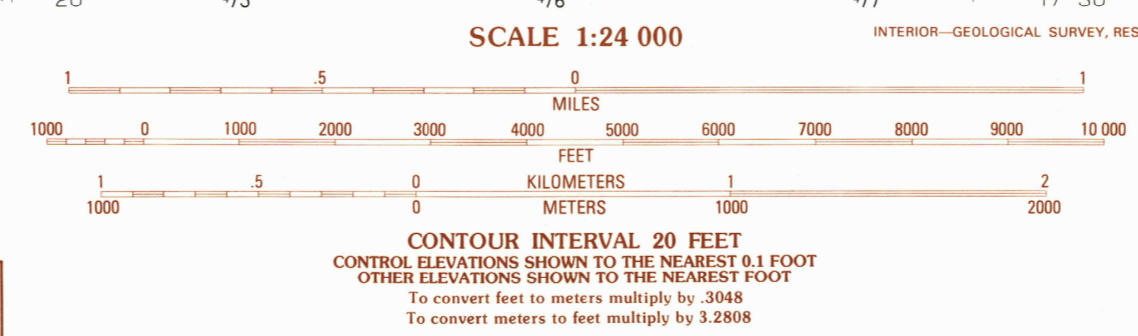 SCALE 1:24 000
INTERIOR—GEOLOGICAL SURVEY, RES
1 .5 0 1
MILES
1000 0 1000 2000 3000 4000 5000 6000 7000 8000 9000 10 000
FEET
1 .5 0 KILOMETERS 1 2
1000 0 METERS 1000 2000
CONTOUR INTERVAL 20 FEET
CONTROL ELEVATIONS SHOWN TO THE NEAREST 0.1 FOOT
OTHER ELEVATIONS SHOWN TO THE NEAREST FOOT
To convert feet to meters multiply by .3048
To convert meters to feet multiply by 3.2808